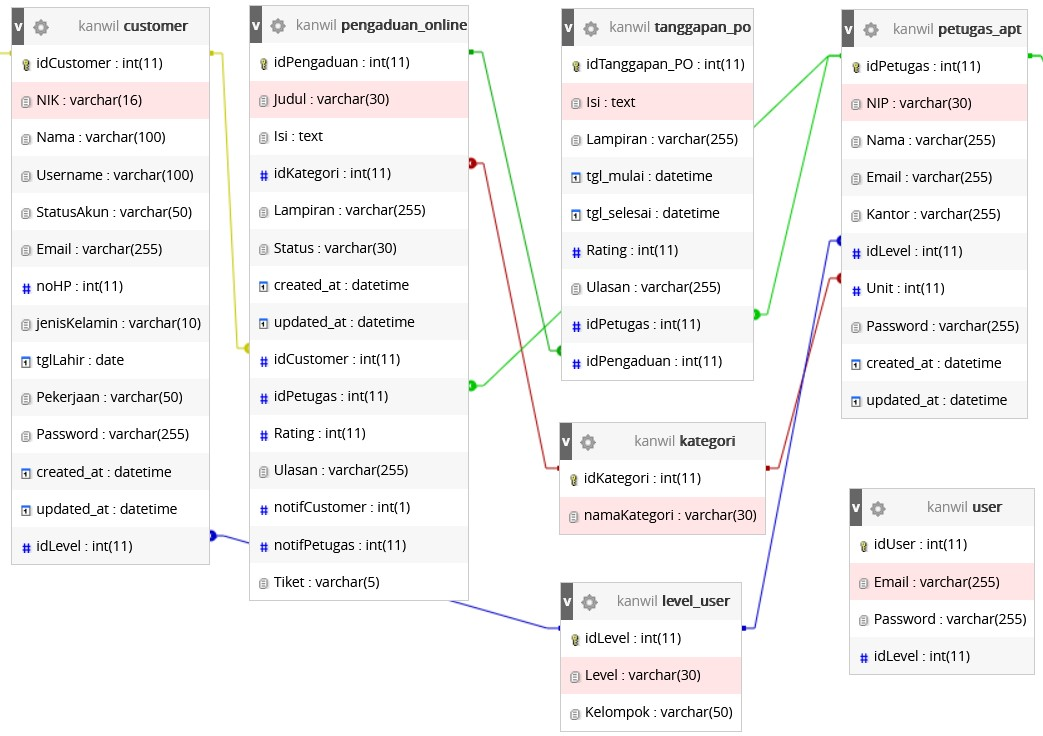 v kanwil customer
idCustomer : int(11)
NIK : varchar(16)
Nama : varchar(100)
Username : varchar(100)
StatusAkun : varchar(50)
Email : varchar(255)
# noHP : int(11)
jenisKelamin : varchar(10)
tglLahir : date
Pekerjaan : varchar(50)
Password : varchar(255)
created_at : datetime
updated_at : datetime
# idLevel : int(11)
v kanwil pengaduan_online
idPengaduan : int(11)
Judul : varchar(30)
Isi : text
# idKategori : int(11)
Lampiran : varchar(255)
Status : varchar(30)
created_at : datetime
updated_at : datetime
# idCustomer : int(11)
# idPetugas : int(11)
# Rating : int(11)
Ulasan : varchar(255)
# notifCustomer : int(1)
# notifPetugas : int(11)
Tiket : varchar(5)
v kanwil tanggapan_po
idTanggapan_PO : int(11)
Isi : text
Lampiran : varchar(255)
tgl_mulai : datetime
tgl_selesai : datetime
# Rating : int(11)
Ulasan : varchar(255)
# idPetugas : int(11)
# idPengaduan : int(11)
v kanwil kategori
idKategori : int(11)
namaKategori : varchar(30)
v kanwil level_user
idLevel : int(11)
Level : varchar(30)
Kelompok : varchar(50)
v kanwil petugas_apt
idPetugas : int(11)
NIP : varchar(30)
Nama : varchar(255)
Email : varchar(255)
Kantor : varchar(255)
# idLevel : int(11)
# Unit : int(11)
Password : varchar(255)
created_at : datetime
updated_at : datetime
v kanwil user
idUser : int(11)
Email : varchar(255)
Password : varchar(255)
# idLevel : int(11)